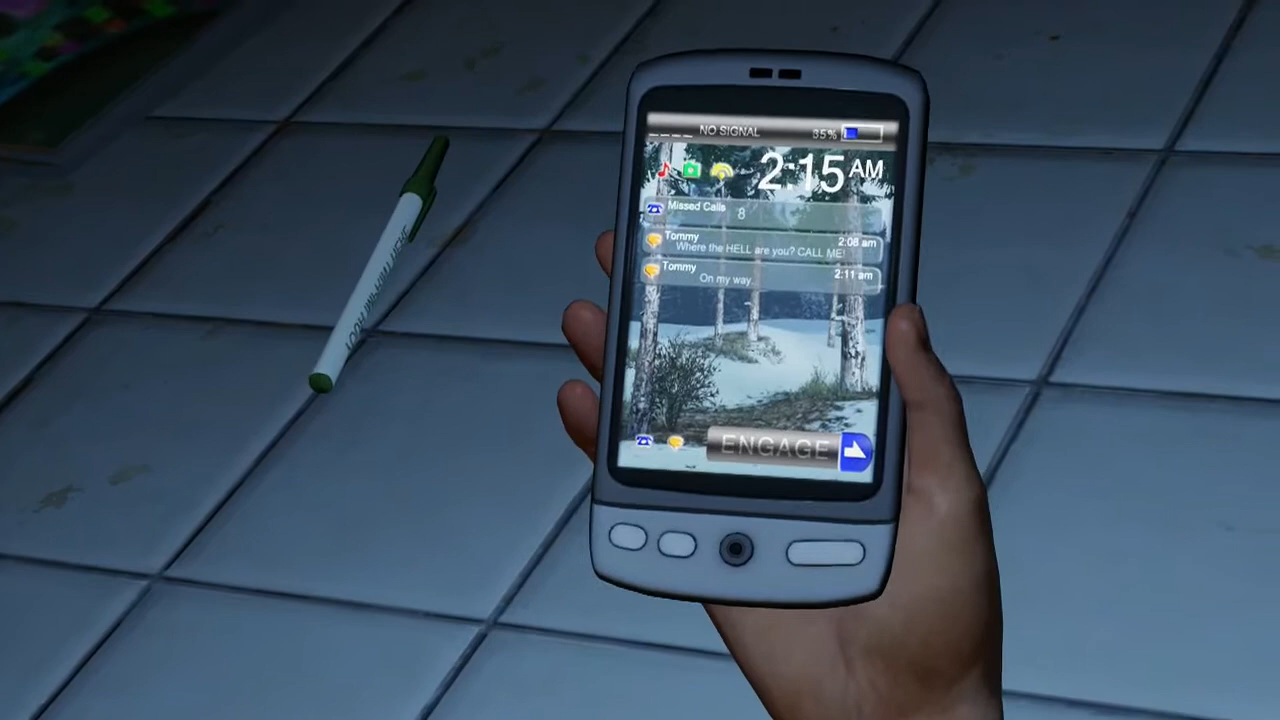 NO SIGNAL 35%
2:15 AM
Missed Calls
8
Tommy 2:08 am
Where the HELL are you? CALL ME!
Tommy 2:11 am
On my way.
ENGAGE